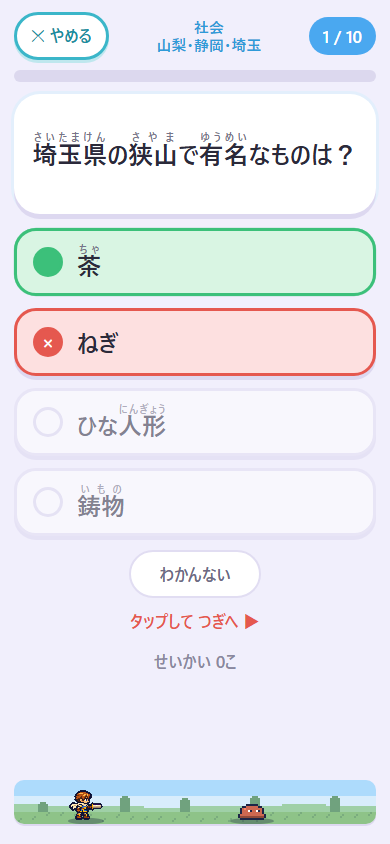 × やめる
社会
山梨・静岡・埼玉
1 / 10
さいたまけん さやま ゆうめい
埼玉県の狭山で有名なものは？
ちゃ
茶
× ねぎ
にんぎょう
ひな人形
いもの
鋳物
わかんない
タップして つぎへ ▶
せいかい 0こ